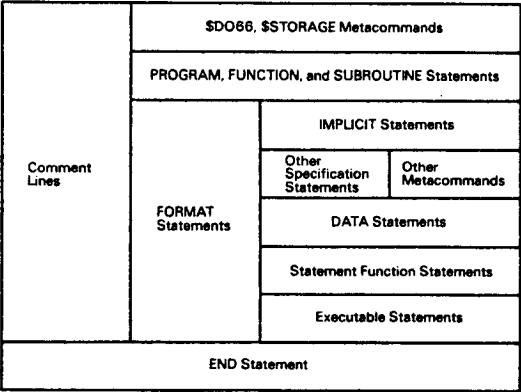 $DO66, $STORAGE Metacommands
PROGRAM, FUNCTION, and SUBROUTINE Statements
Comment
Lines
FORMAT
Statements
IMPLICIT Statements
Other
Specification
Statements
Other
Metacommands
DATA Statements
Statement Function Statements
Executable Statements
END Statement